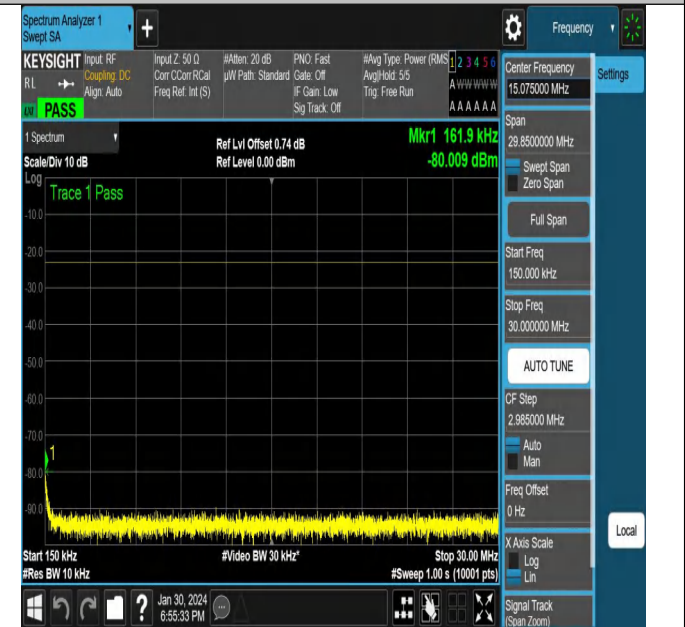 Spectrum Analyzer 1
Swept SA
+
Frequency
KEYSIGHT
RL
PASS
Input: RF
Coupling: DC
Align: Auto
Input Z: 50 Ω
Corr CCorr RCal
Freq Ref: Int (S)
#Atten: 20 dB
µW Path: Standard
PNO: Fast
Gate: Off
IF Gain: Low
Sig Track: Off
#Avg Type: Power (RMS
Avg|Hold: 5/5
Trig: Free Run
1 2 3 4 5 6
A W W W W W
A A A A A A
1 Spectrum
Scale/Div 10 dB
Ref Lvl Offset 0.74 dB
Ref Level 0.00 dBm
Mkr1 161.9 kHz
-80.009 dBm
Log
Trace 1 Pass
-10.0
-20.0
-30.0
-40.0
-50.0
-60.0
-70.0
1
-80.0
-90.0
Start 150 kHz
#Res BW 10 kHz
#Video BW 30 kHz*
Stop 30.00 MHz
#Sweep 1.00 s (10001 pts)
?
Jan 30, 2024
6:55:33 PM
Center Frequency
15.075000 MHz
Settings
Span
29.8500000 MHz
Swept Span
Zero Span
Full Span
Start Freq
150.000 kHz
Stop Freq
30.000000 MHz
AUTO TUNE
CF Step
2.985000 MHz
Auto
Man
Freq Offset
0 Hz
Local
X Axis Scale
Log
Lin
Signal Track
(Span Zoom)